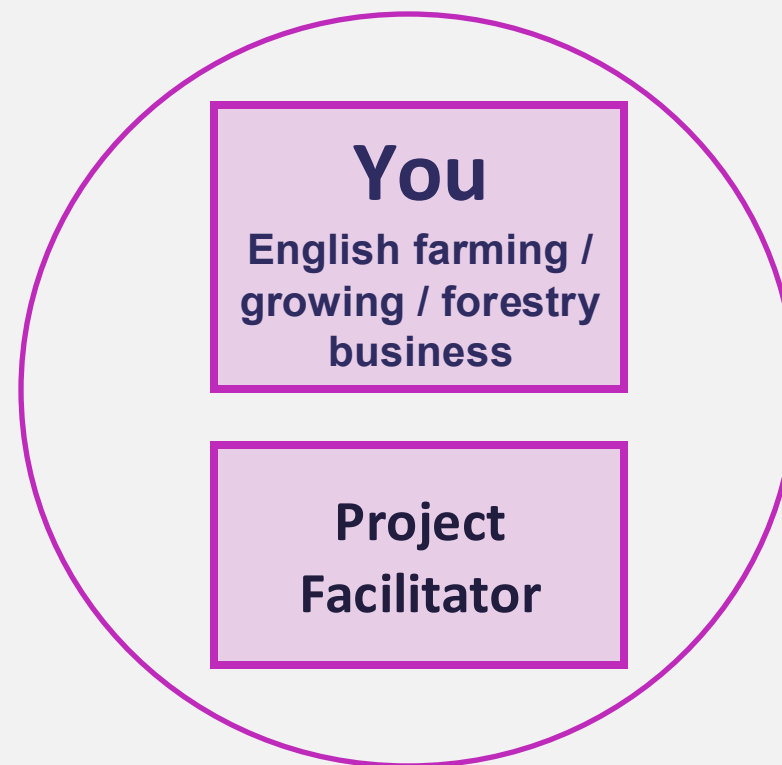 You
English farming /
growing / forestry
business
Project
Facilitator